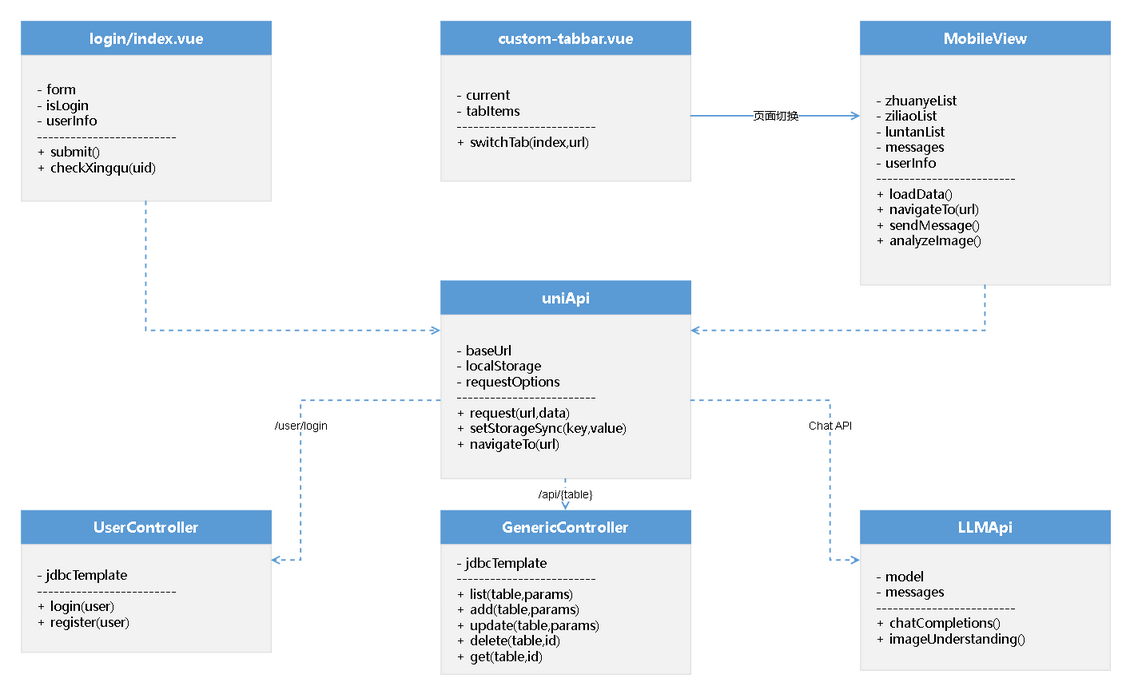 login/index.vue
- form
- isLogin
- userInfo
-------------------------
+ submit()
+ checkXingqu(uid)
custom-tabbar.vue
- current
- tabItems
-------------------------
+ switchTab(index,url)
页面切换
MobileView
- zhuanyeList
- ziliaoList
- luntanList
- messages
- userInfo
-------------------------
+ loadData()
+ navigateTo(url)
+ sendMessage()
+ analyzeImage()
uniApi
- baseUrl
- localStorage
- requestOptions
-------------------------
+ request(url,data)
+ setStorageSync(key,value)
+ navigateTo(url)
/user/login
/api/{table}
Chat API
UserController
- jdbcTemplate
-------------------------
+ login(user)
+ register(user)
GenericController
- jdbcTemplate
-------------------------
+ list(table,params)
+ add(table,params)
+ update(table,params)
+ delete(table,id)
+ get(table,id)
LLMApi
- model
- messages
-------------------------
+ chatCompletions()
+ imageUnderstanding()